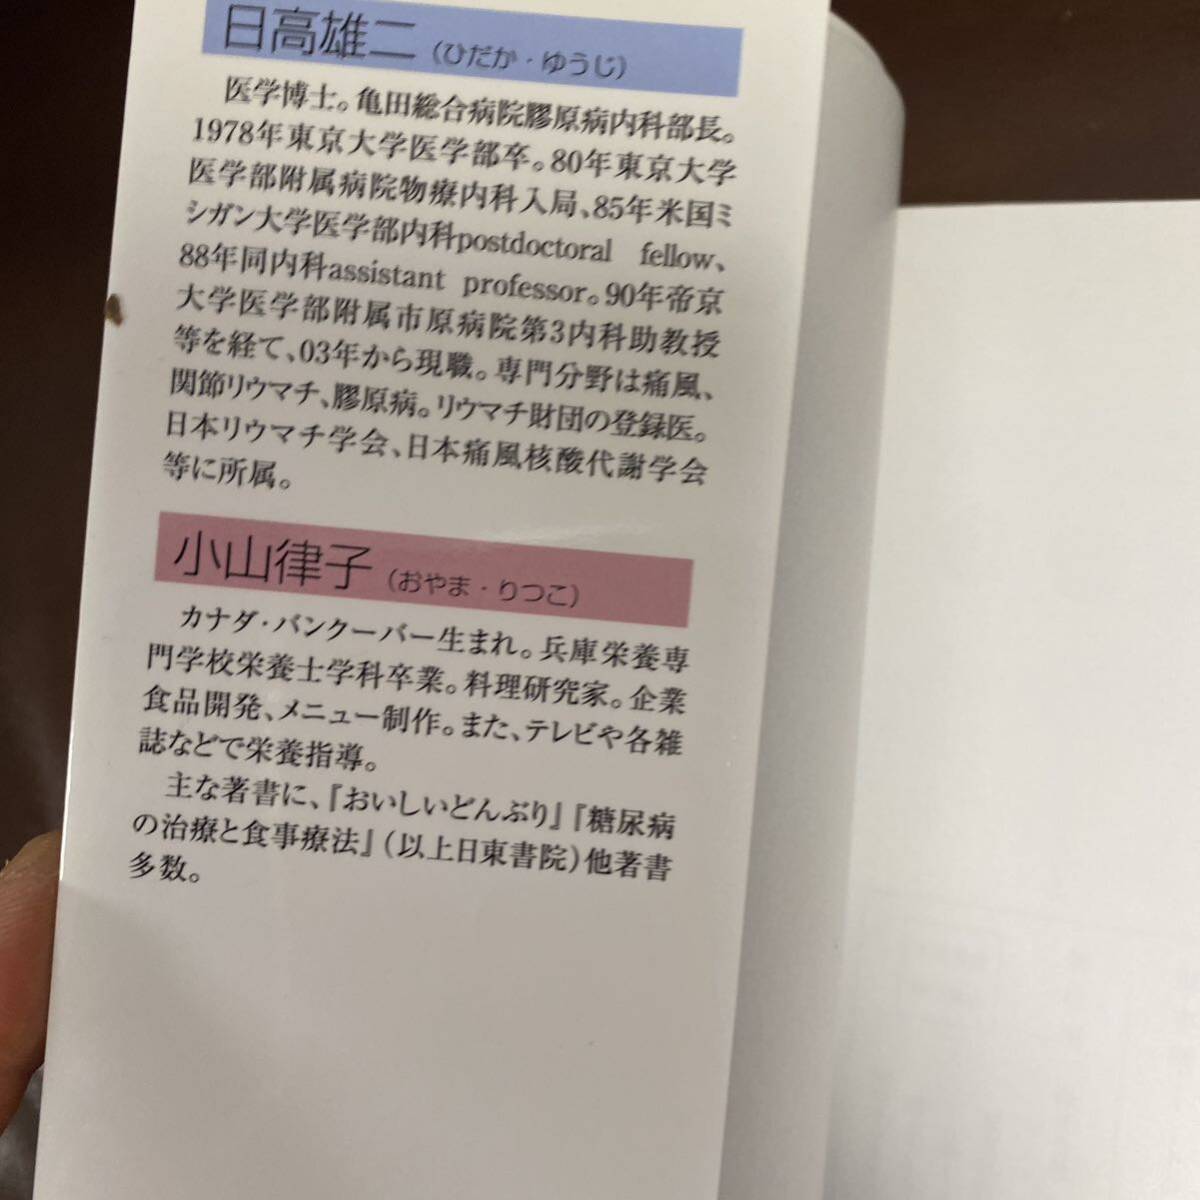 日高雄二（ひだか・ゆうじ）
医学博士。亀田総合病院膠原病内科部長。
1978年東京大学医学部卒。80年東京大学
医学部附属病院物療内科入局、85年米国ミ
シガン大学医学部内科postdoctoral fellow、
88年同内科assistant professor。90年帝京
大学医学部附属市原病院第3内科助教授
等を経て、03年から現職。専門分野は痛風、
関節リウマチ、膠原病。リウマチ財団の登録医。
日本リウマチ学会、日本痛風核酸代謝学会
等に所属。
小山律子（おやま・りつこ）
カナダ・バンクーバー生まれ。兵庫栄養専
門学校栄養士学科卒業。料理研究家。企業
食品開発、メニュー制作。また、テレビや各雑
誌などで栄養指導。
主な著書に、『おいしいどんぶり』『糖尿病
の治療と食事療法』（以上日東書院）他著書
多数。